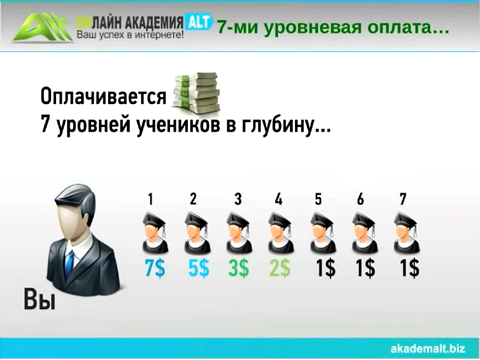 ОНЛАЙН АКАДЕМИЯ ALT
Ваш успех в интернете!
7-ми уровневая оплата...
Оплачивается
7 уровней учеников в глубину...
1 2 3 4 5 6 7
7$ 5$ 3$ 2$ 1$ 1$ 1$
Вы
akademalt.biz